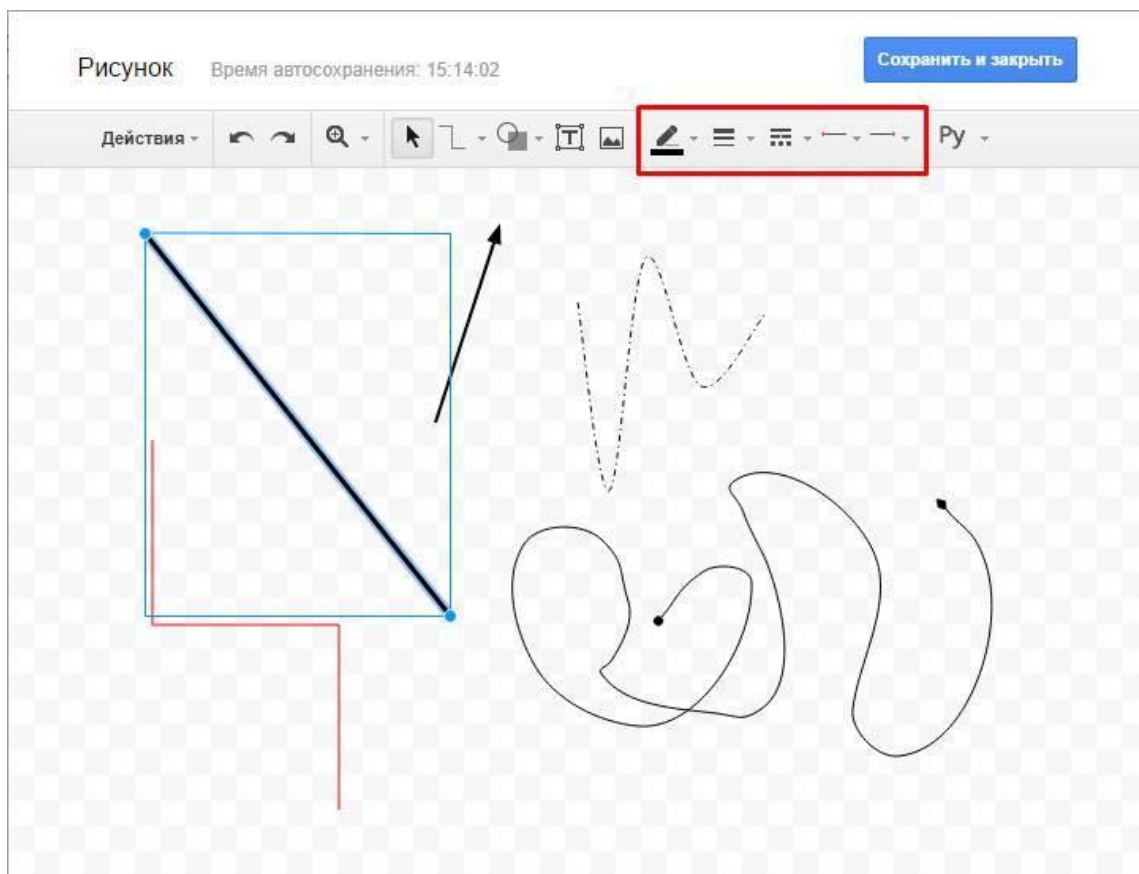 Рисунок
Время автосохранения: 15:14:02
Сохранить и закрыть
Действия
T
Ру